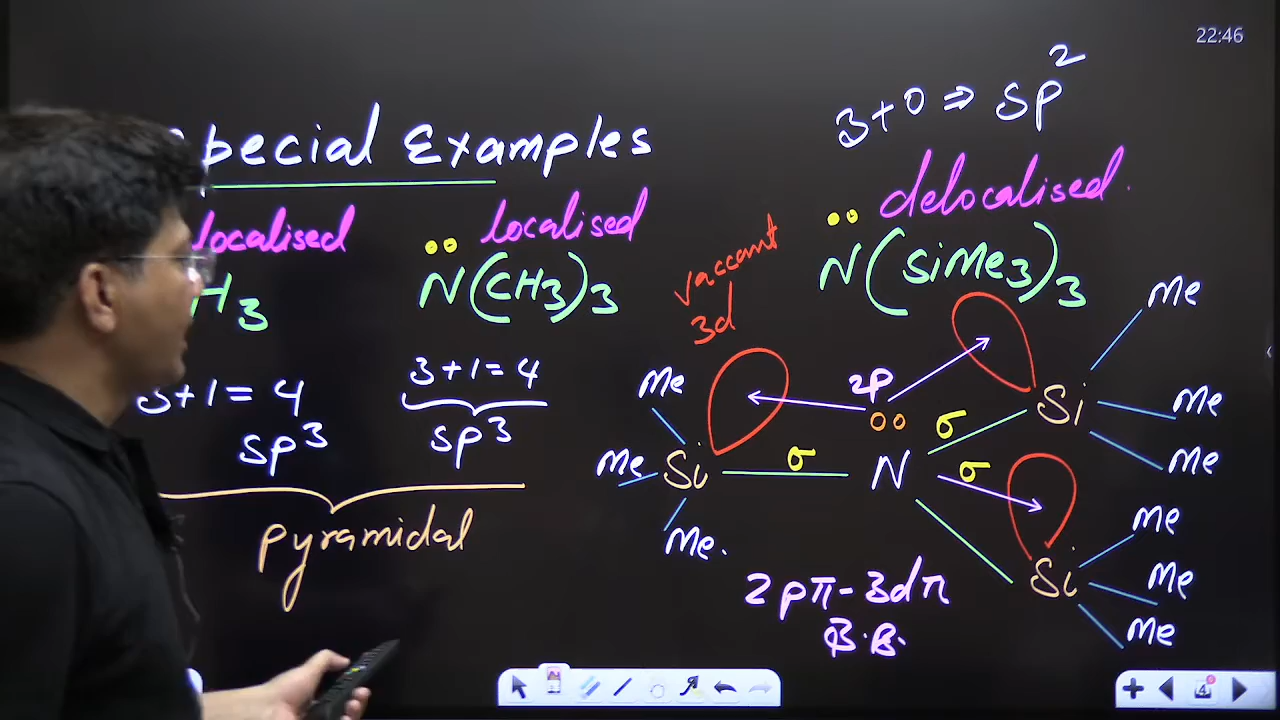 22:46
pecial Examples
localised
H3
3+1=4
sp³
•• localised
N(CH3)3
3+1=4
sp³
pyramidal
3+0 ⇒ sp²
•• delocalised.
N(SiMe3)3
vaccant
3d
Me
Me
Me.
Si
σ
2p
••
N
σ
σ
Si
Me
Me
Me
Si
Me
Me
Me
2pπ-3dπ
B.B.
4